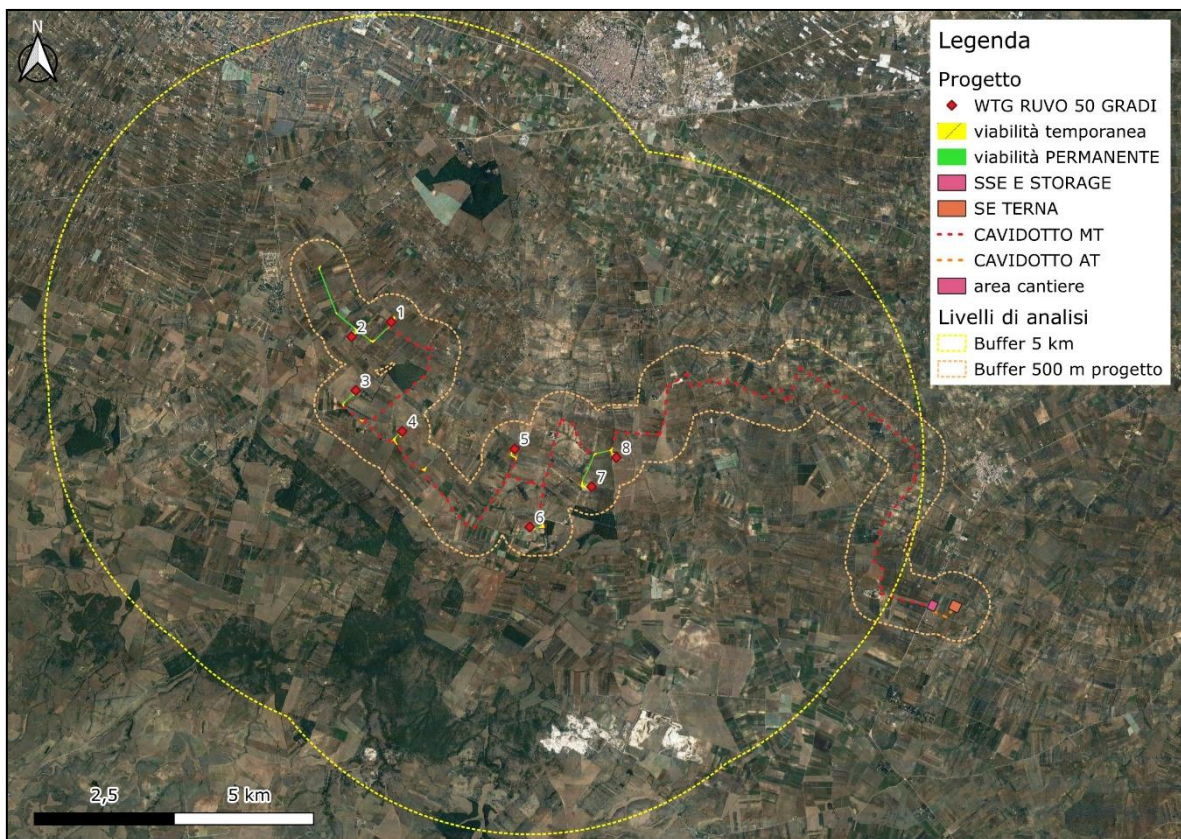 N
Legenda
Progetto
WTG RUVO 50 GRADI
viabilità temporanea
viabilità PERMANENTE
SSE E STORAGE
SE TERNA
CAVIDOTTO MT
CAVIDOTTO AT
area cantiere
Livelli di analisi
Buffer 5 km
Buffer 500 m progetto
1
2
3
4
5
8
7
6
2,5
5 km